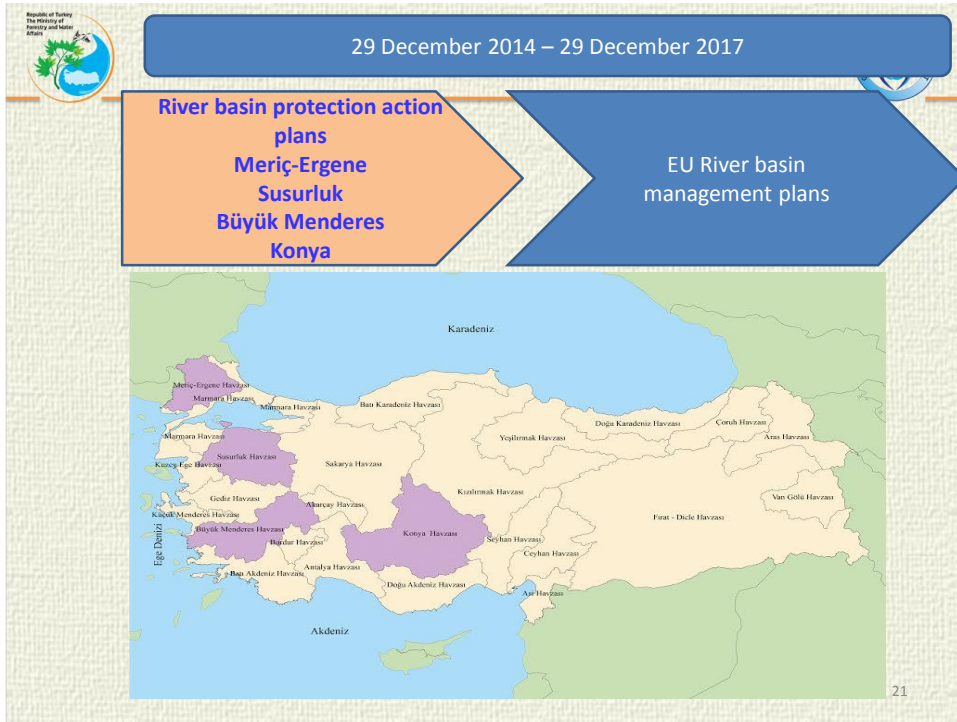 Republic of Turkey
The Ministry of
Forestry and Water
Affairs
29 December 2014 – 29 December 2017
River basin protection action
plans
Meriç-Ergene
Susurluk
Büyük Menderes
Konya
EU River basin
management plans
Karadeniz
Meriç-Ergene Havzası
Marmara Havzası
Marmara Havzası
Batı Karadeniz Havzası
Doğu Karadeniz Havzası
Çoruh Havzası
Aras Havzası
Marmara Havzası
Yeşilırmak Havzası
Susurluk Havzası
Kuzey Ege Havzası
Sakarya Havzası
Kızılırmak Havzası
Van Gölü Havzası
Gediz Havzası
Akarçay Havzası
Küçük Menderes Havzası
Fırat - Dicle Havzası
Büyük Menderes Havzası
Konya Havzası
Seyhan Havzası
Burdur Havzası
Ceyhan Havzası
Ege Denizi
Antalya Havzası
Batı Akdeniz Havzası
Doğu Akdeniz Havzası
Asi Havzası
Akdeniz
21